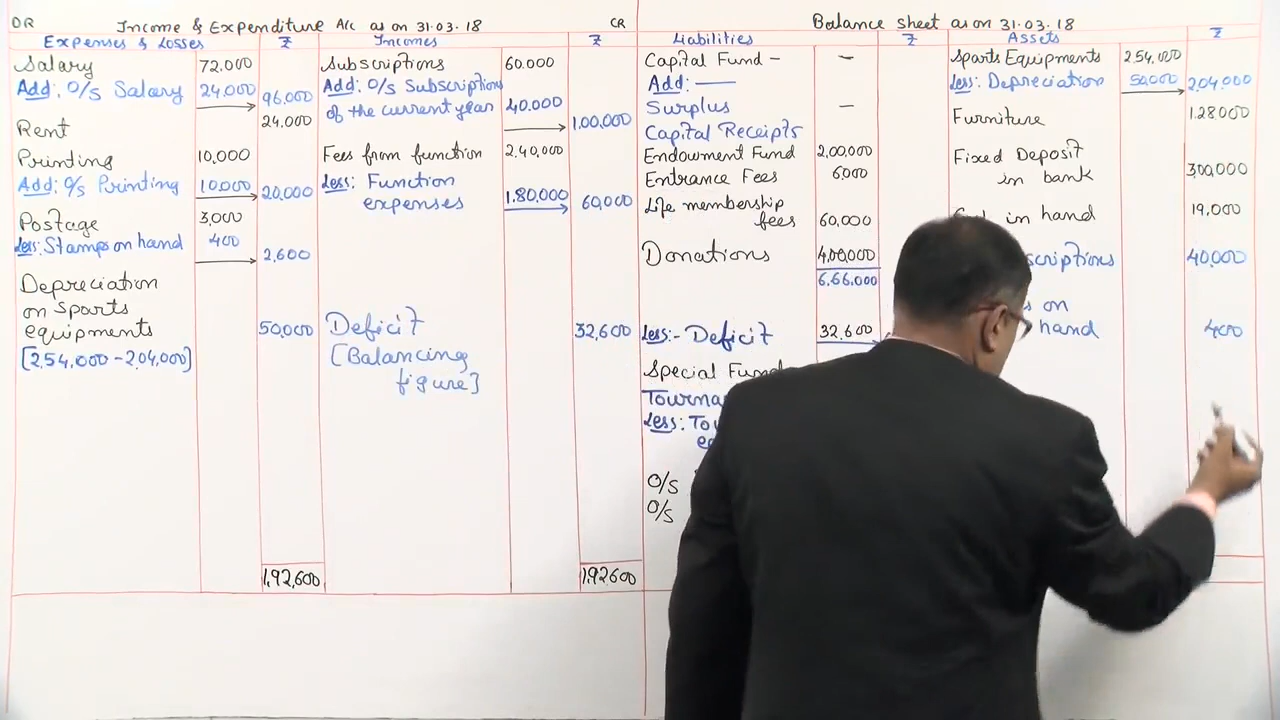 DR Income & Expenditure A/c as on 31.03.18 CR
Expenses & Losses ₹ Incomes ₹
Salary 72,000
Add: O/S Salary 24,000 96,000
Rent 24,000
Printing 10,000
Add: O/S Printing 10,000 20,000
Postage 3,000
Less: Stamps on hand 400 2,600
Depreciation
on Sports
equipments 50,000
[2,54,000 - 2,04,000]
1,92,600
Subscriptions 60.000
Add: O/S Subscriptions
of the current year 40.000 1,00,000
Fees from function 2,40,000
Less: Function
expenses 1.80,000 60,000
Deficit 32,600
[Balancing
figure]
1,92600
Balance sheet as on 31.03.18
Liabilities ₹ Assets ₹
Capital Fund - -
Add: —
Surplus -
Capital Receipts
Endowment Fund 2,00,000
Entrance Fees 6,000
Life membership
fees 60,000
Donations 4,00,000
6,66,000
Less:- Deficit 32,600
Special Fund
Less:
O/S
O/S
Sports Equipments 2,54,000
Less: Depreciation 50,000 2,04,000
Furniture 1.28000
Fixed Deposit
in bank 300,000
in hand 19,000
40,000
on
hand 400